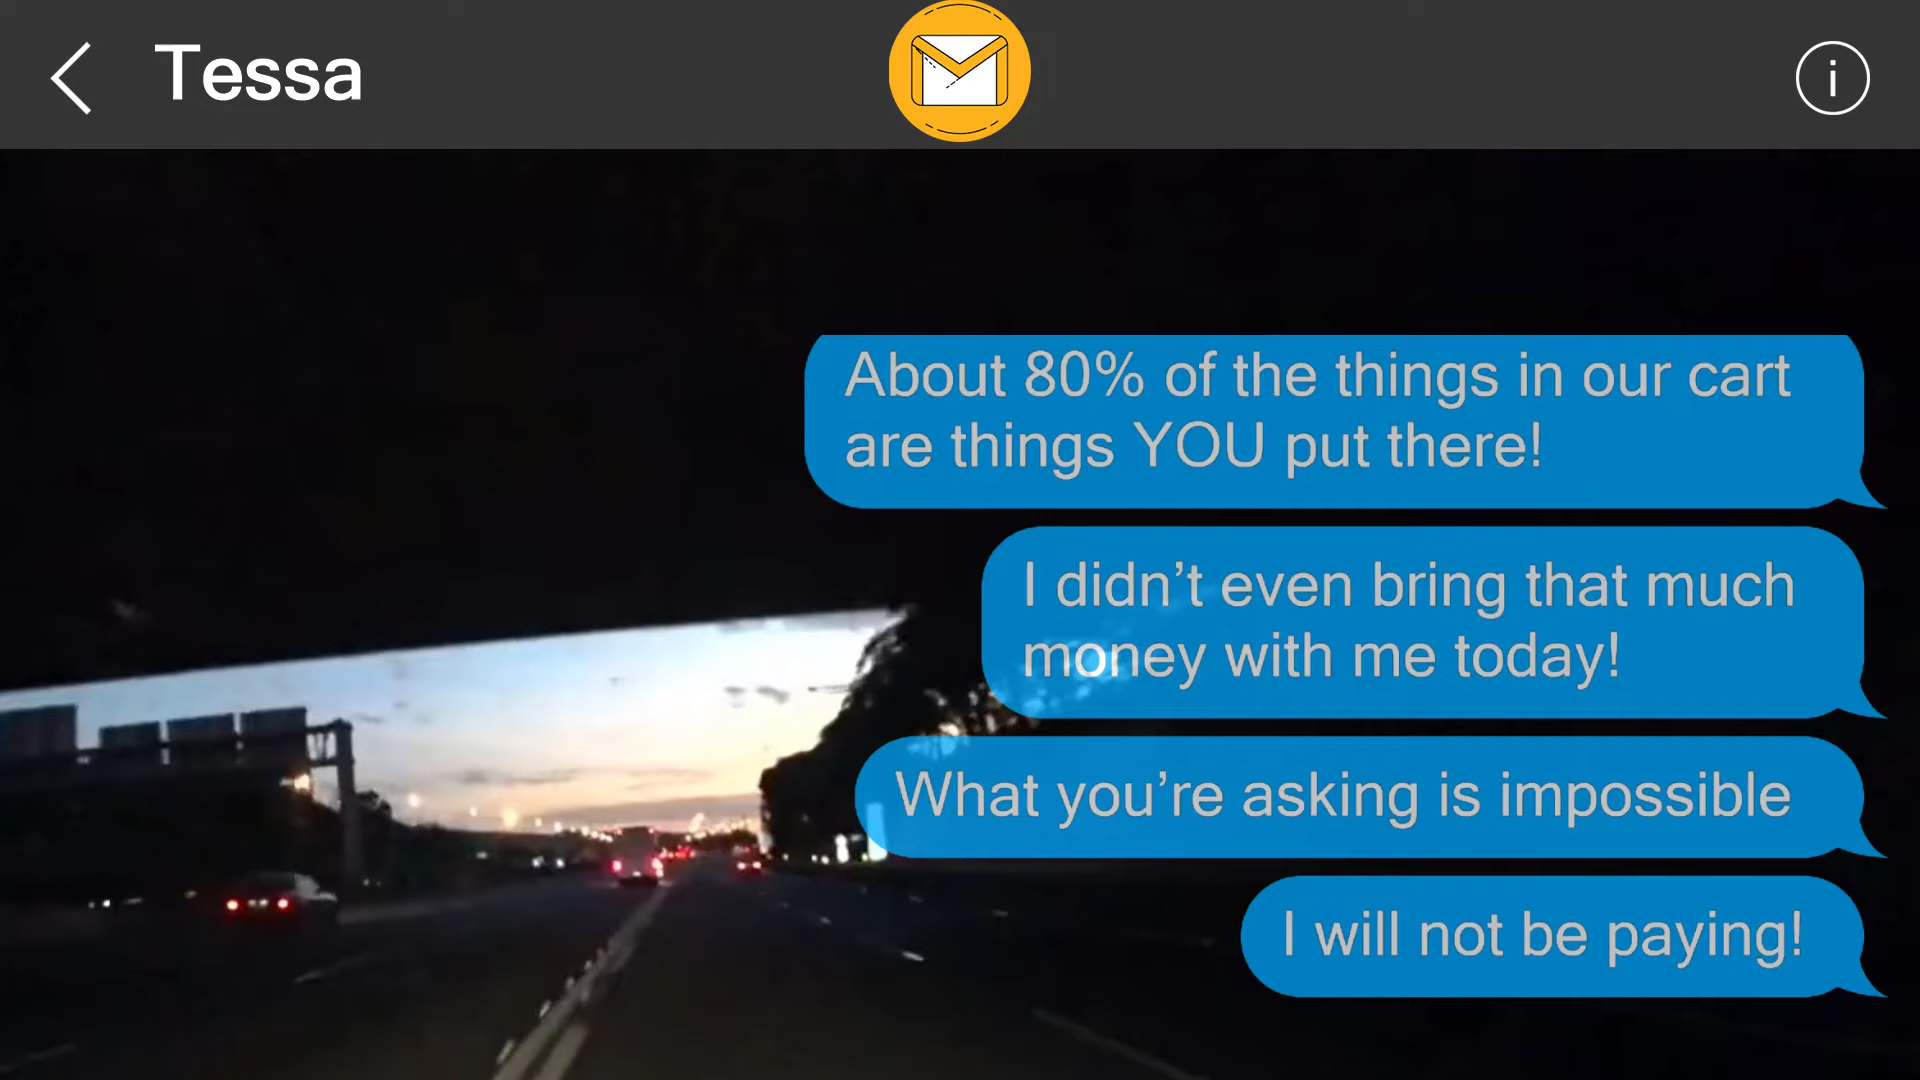 Tessa
i
About 80% of the things in our cart
are things YOU put there!
I didn’t even bring that much
money with me today!
What you’re asking is impossible
I will not be paying!